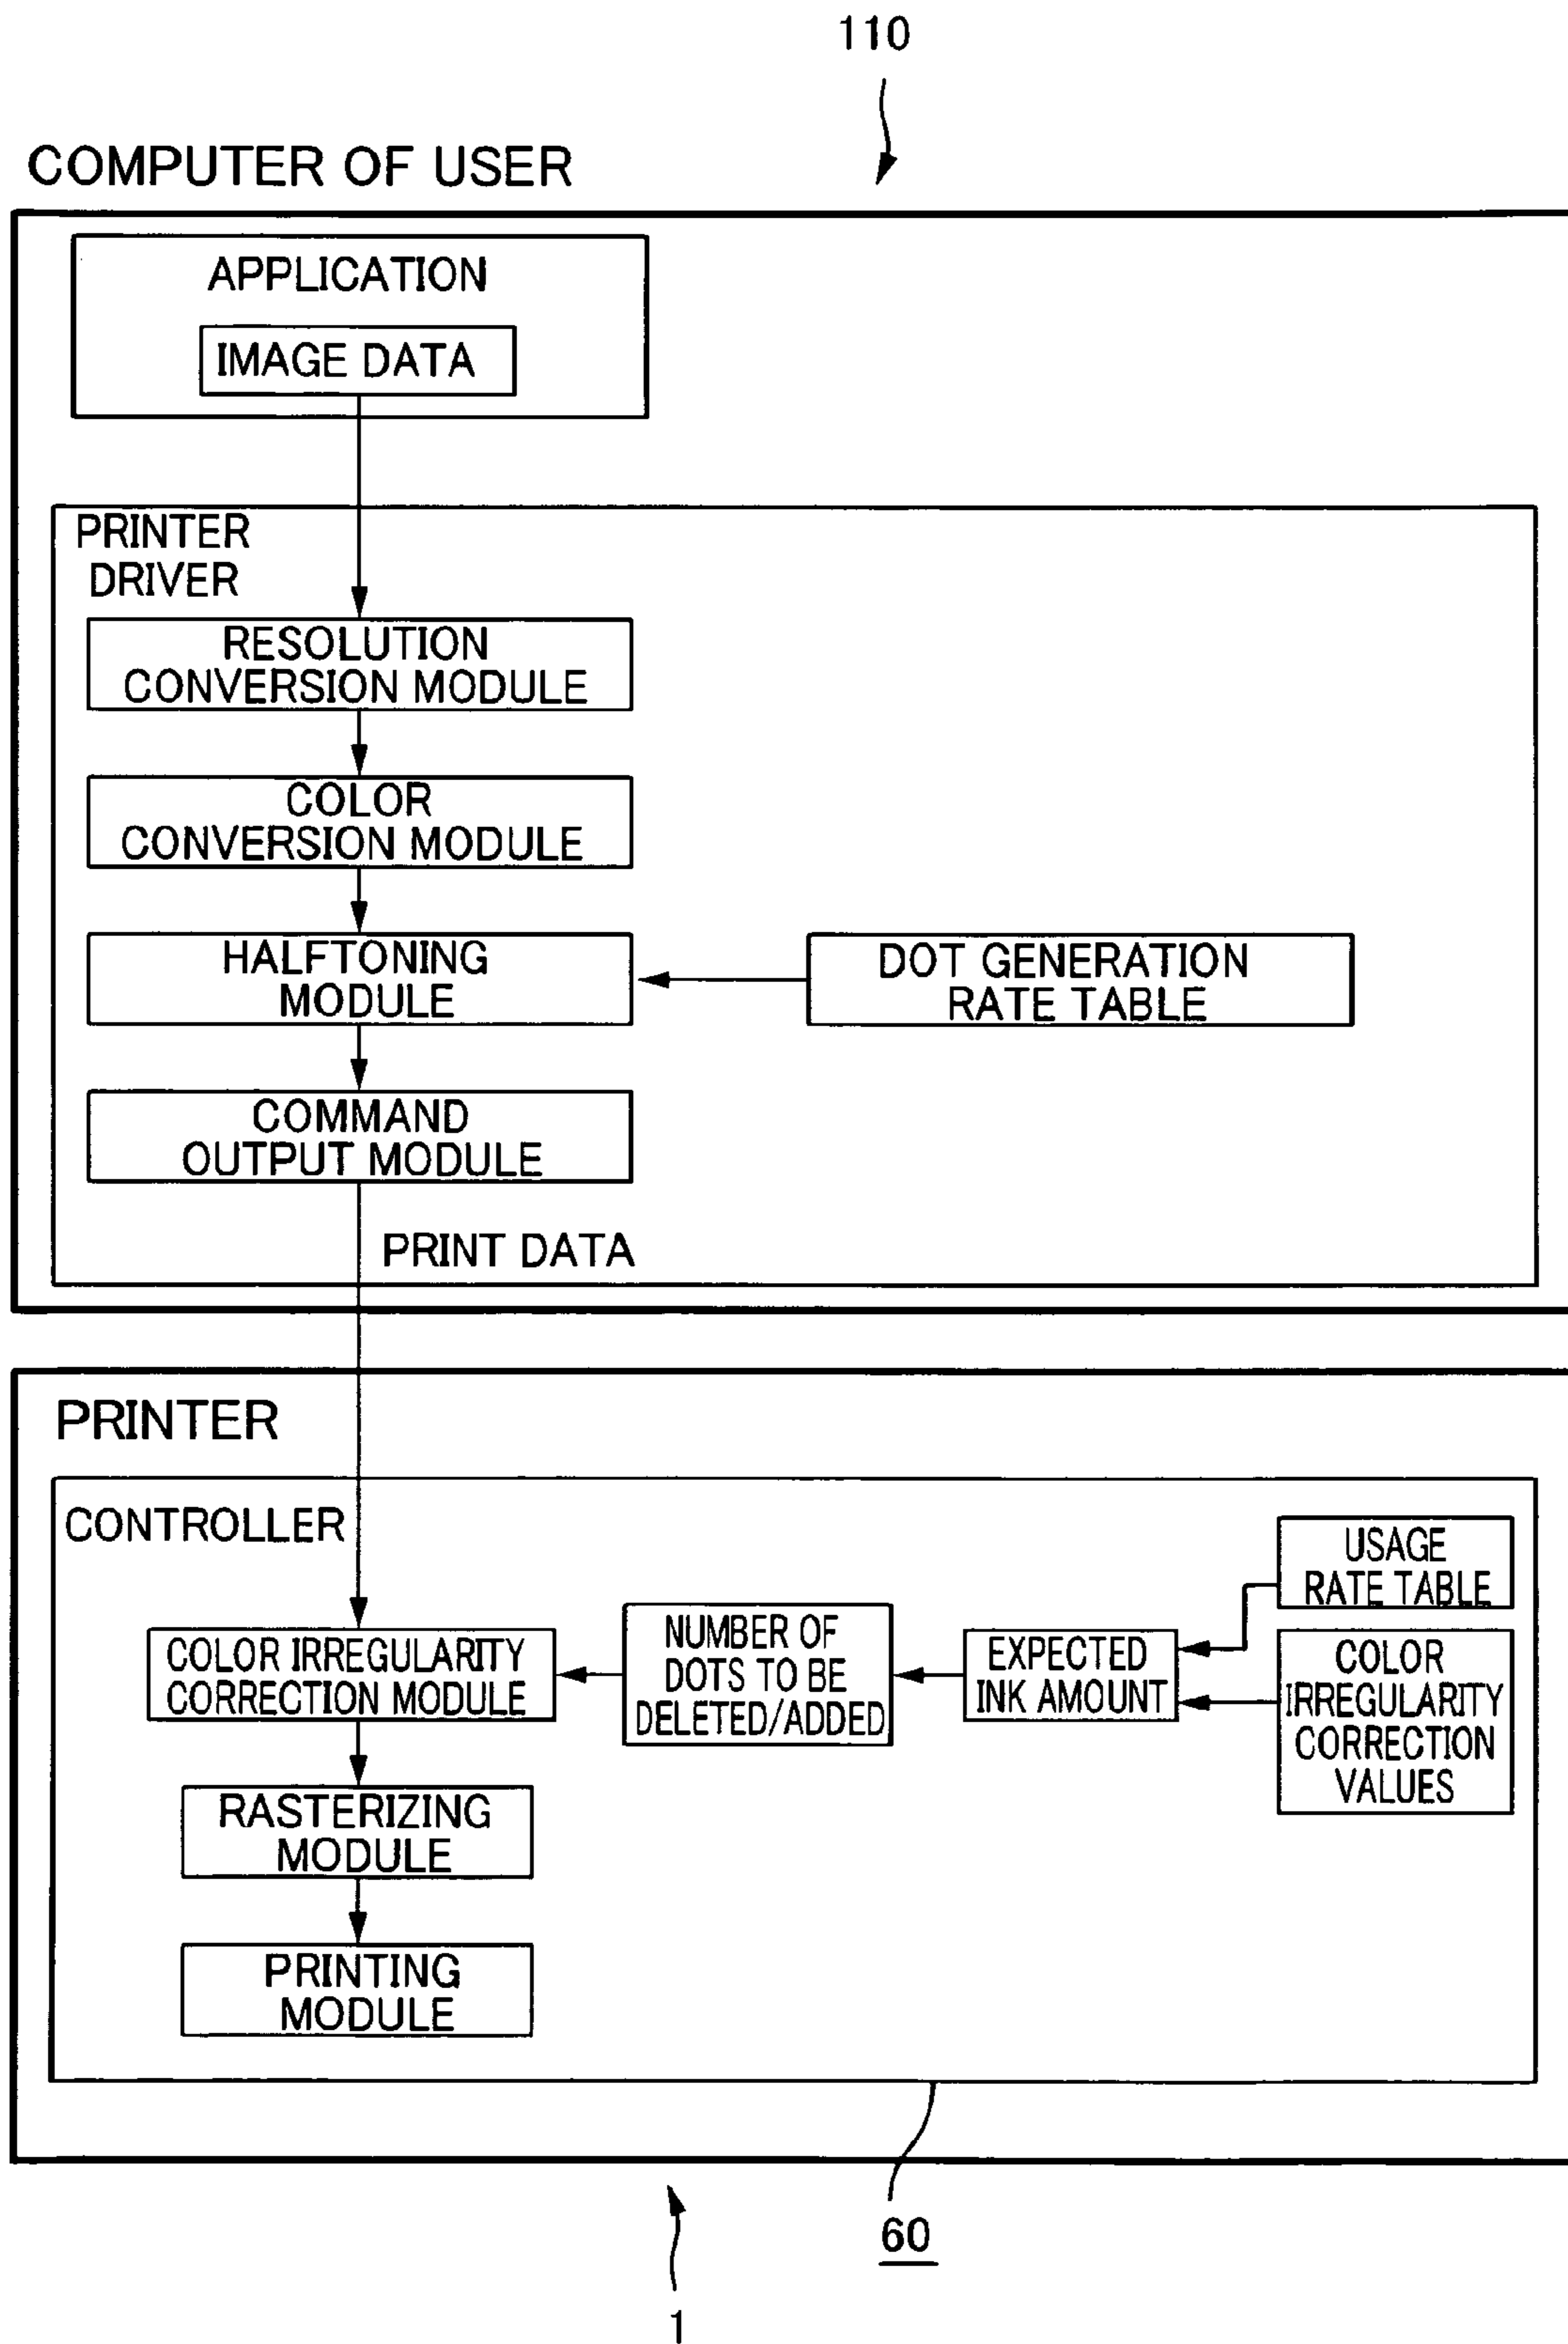 110
COMPUTER OF USER
APPLICATION
IMAGE DATA
PRINTER
DRIVER
RESOLUTION
CONVERSION MODULE
COLOR
CONVERSION MODULE
HALFTONING
MODULE
DOT GENERATION
RATE TABLE
COMMAND
OUTPUT MODULE
PRINT DATA
PRINTER
CONTROLLER
USAGE
RATE TABLE
COLOR IRREGULARITY
CORRECTION MODULE
NUMBER OF
DOTS TO BE
DELETED/ADDED
EXPECTED
INK AMOUNT
COLOR
IRREGULARITY
CORRECTION
VALUES
RASTERIZING
MODULE
PRINTING
MODULE
60
1